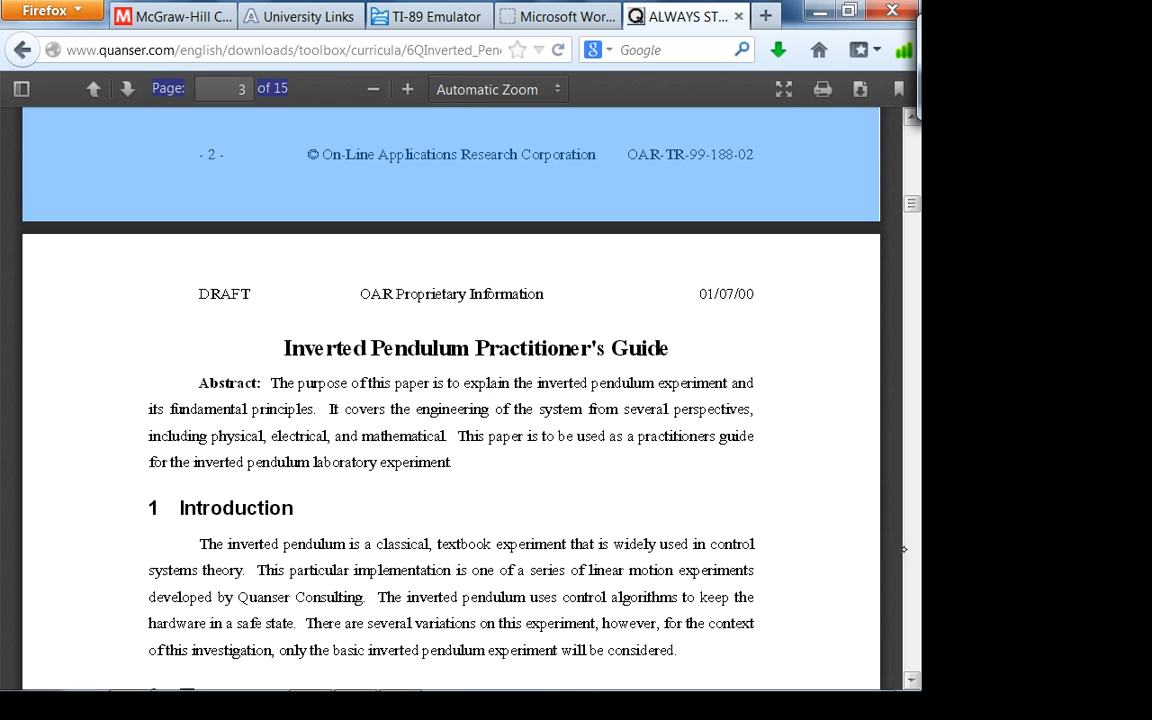 Firefox
McGraw-Hill C...
University Links
TI-89 Emulator
Microsoft Wor...
ALWAYS ST...
www.quanser.com/english/downloads/toolbox/curricula/6QInverted_Pen
Google
Page: 3 of 15
Automatic Zoom
- 2 - © On-Line Applications Research Corporation OAR-TR-99-188-02
DRAFT OAR Proprietary Information 01/07/00
Inverted Pendulum Practitioner's Guide
Abstract: The purpose of this paper is to explain the inverted pendulum experiment and
its fundamental principles. It covers the engineering of the system from several perspectives,
including physical, electrical, and mathematical. This paper is to be used as a practitioners guide
for the inverted pendulum laboratory experiment.
1 Introduction
The inverted pendulum is a classical, textbook experiment that is widely used in control
systems theory. This particular implementation is one of a series of linear motion experiments
developed by Quanser Consulting. The inverted pendulum uses control algorithms to keep the
hardware in a safe state. There are several variations on this experiment, however, for the context
of this investigation, only the basic inverted pendulum experiment will be considered.